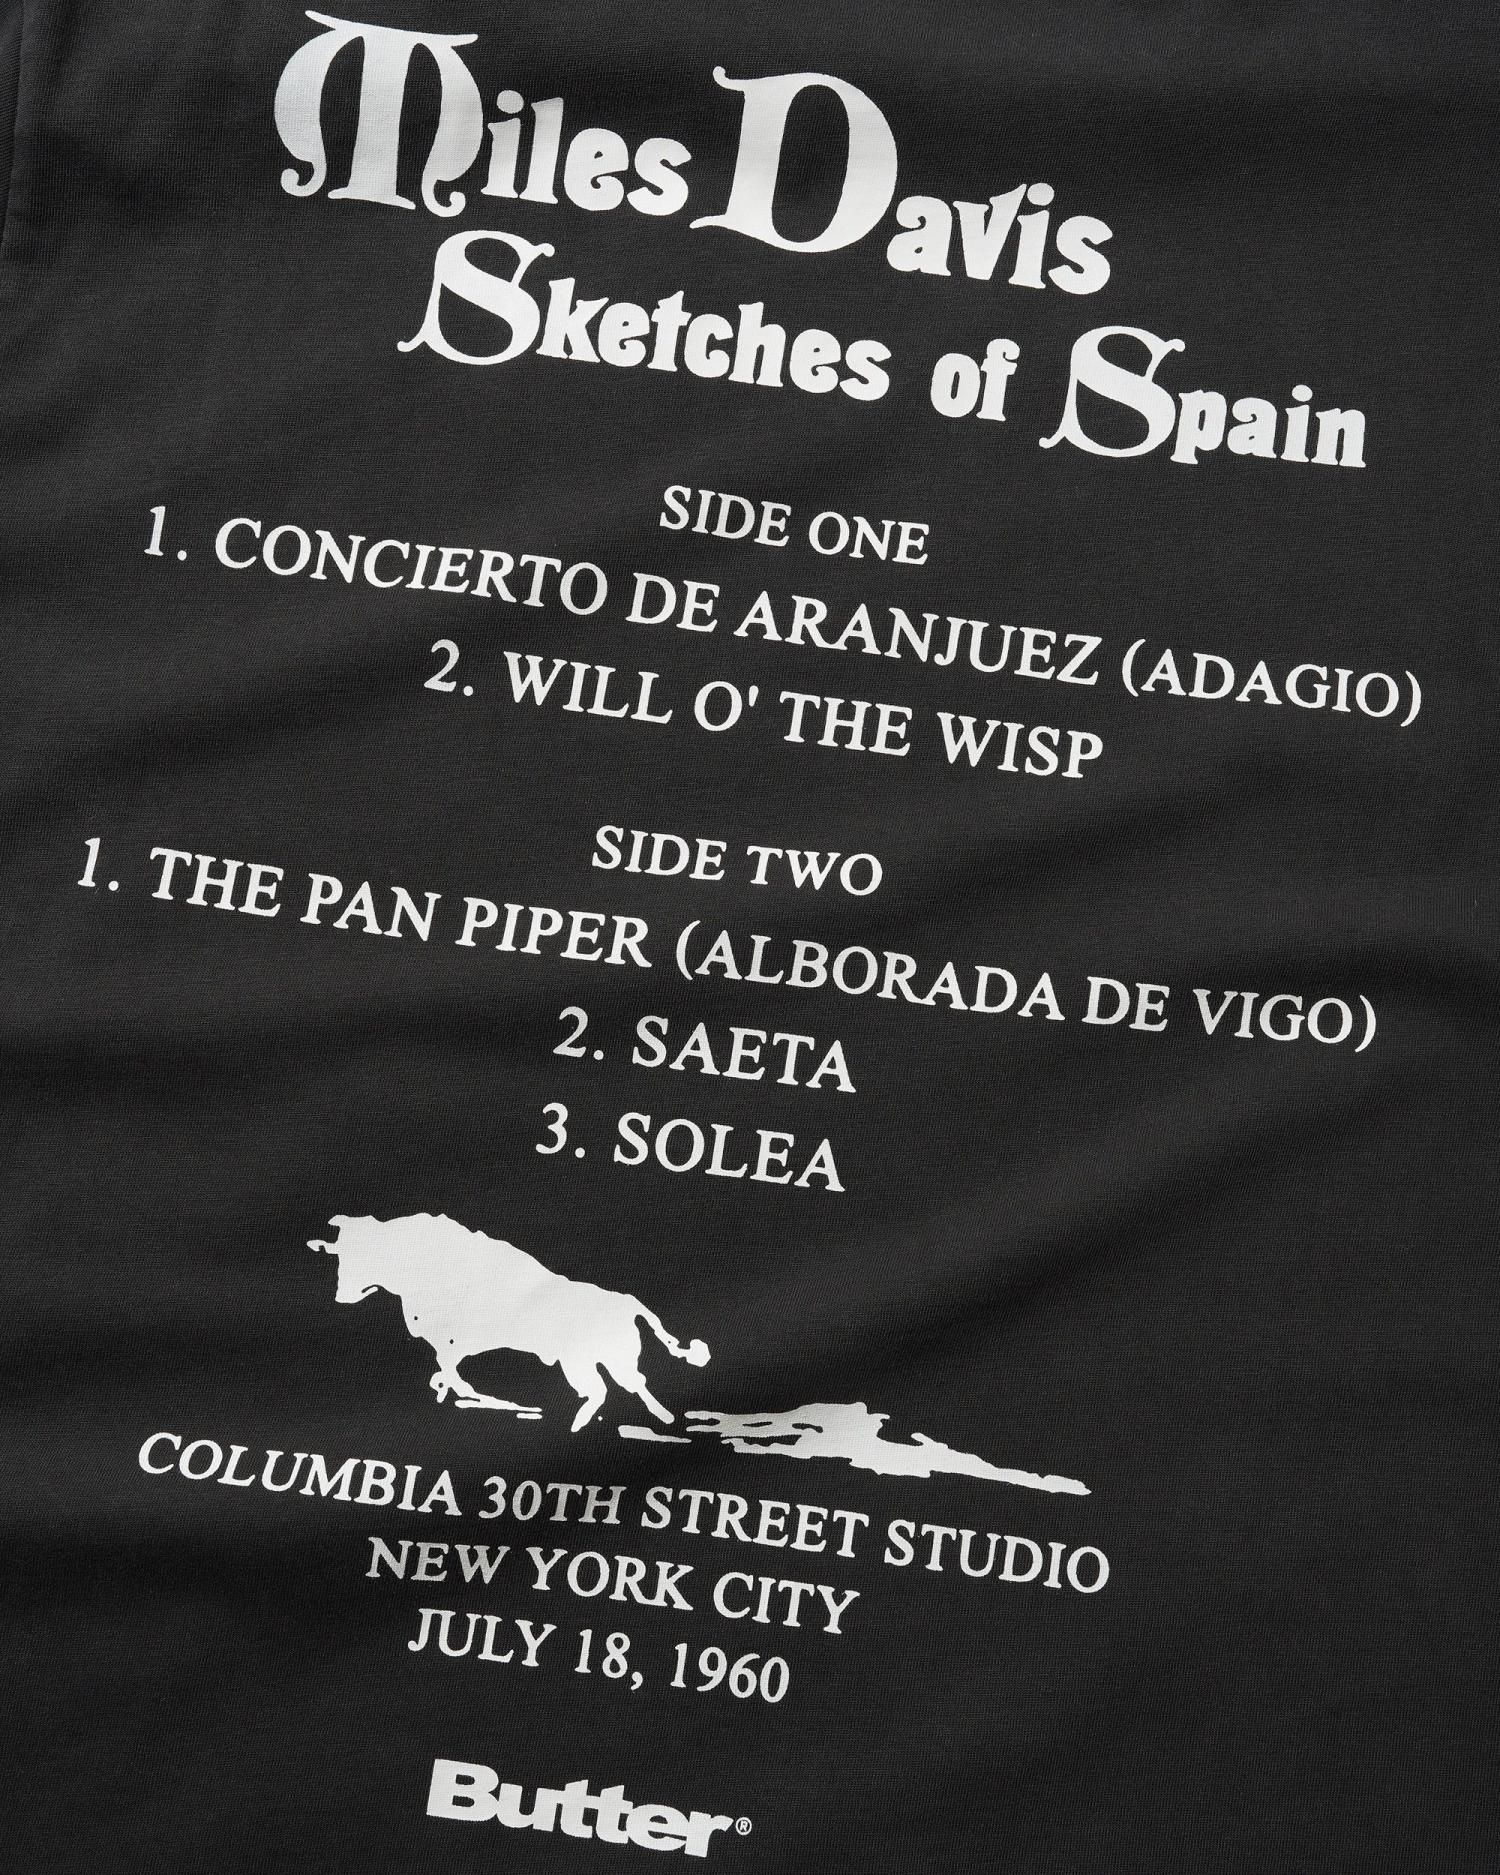 Miles Davis
Sketches of Spain
SIDE ONE
1. CONCIERTO DE ARANJUEZ (ADAGIO)
2. WILL O' THE WISP
SIDE TWO
1. THE PAN PIPER (ALBORADA DE VIGO)
2. SAETA
3. SOLEA
COLUMBIA 30TH STREET STUDIO
NEW YORK CITY
JULY 18, 1960
Butter®